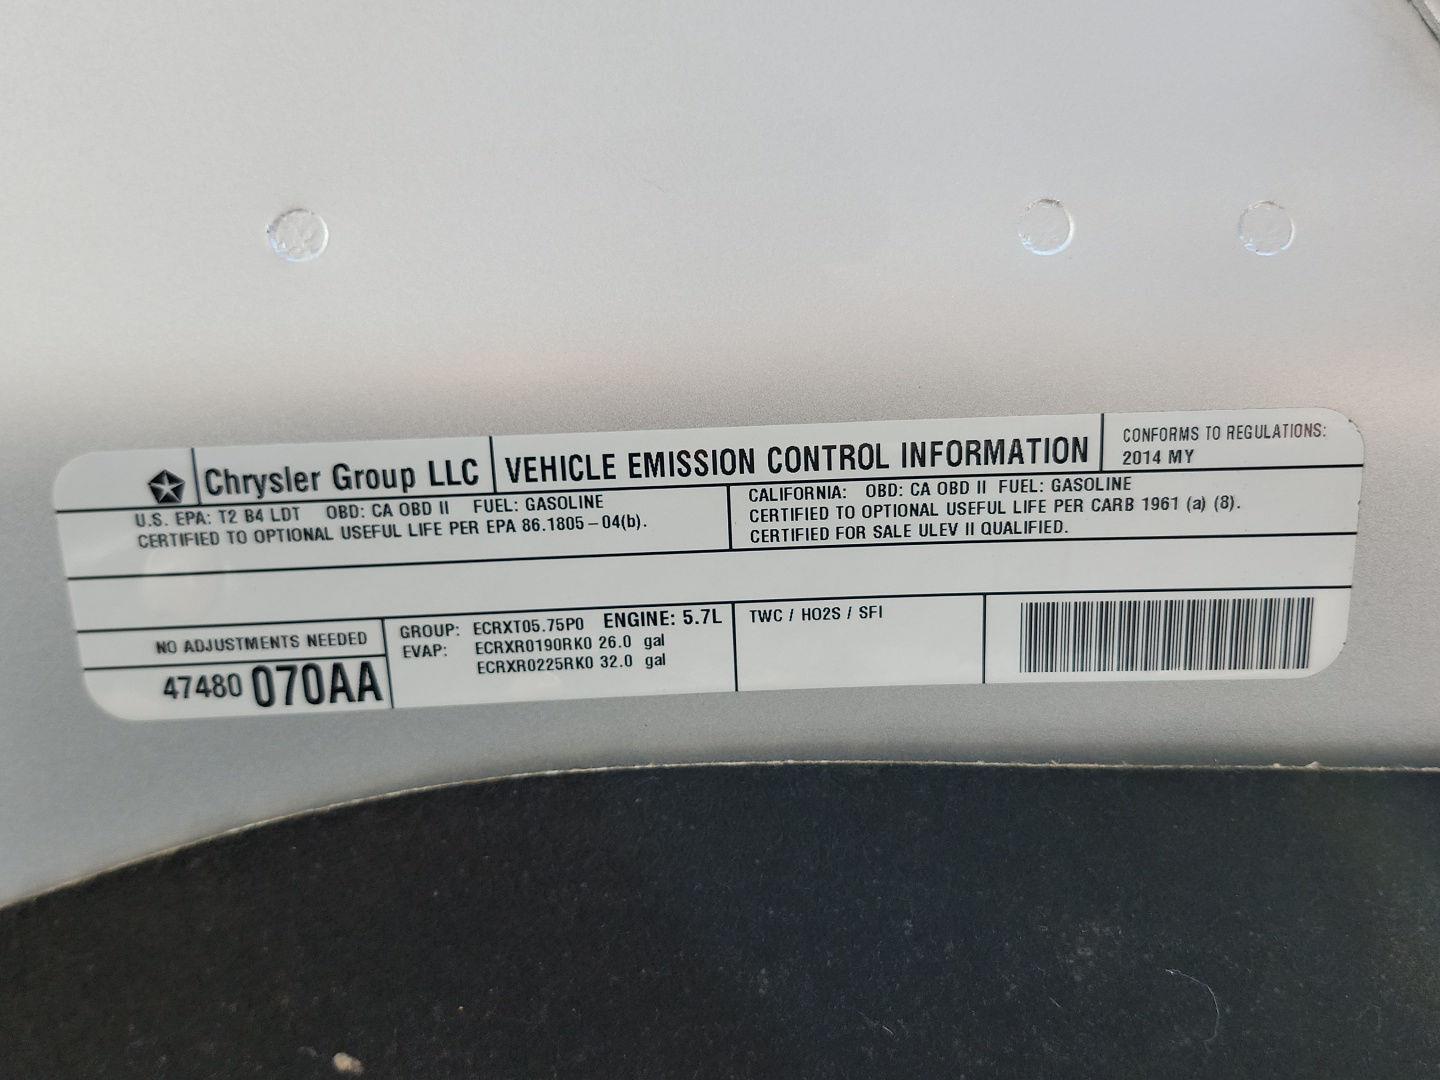 Chrysler Group LLC
VEHICLE EMISSION CONTROL INFORMATION
CONFORMS TO REGULATIONS:
2014 MY
U.S. EPA: T2 B4 LDT OBD: CA OBD II FUEL: GASOLINE
CERTIFIED TO OPTIONAL USEFUL LIFE PER EPA 86.1805-04(b).
CALIFORNIA: OBD: CA OBD II FUEL: GASOLINE
CERTIFIED TO OPTIONAL USEFUL LIFE PER CARB 1961 (a) (8).
CERTIFIED FOR SALE ULEV II QUALIFIED.
NO ADJUSTMENTS NEEDED
47480 070AA
GROUP: ECRXT05.75P0 ENGINE: 5.7L
EVAP: ECRXR0190RK0 26.0 gal
ECRXR0225RK0 32.0 gal
TWC / HO2S / SFI